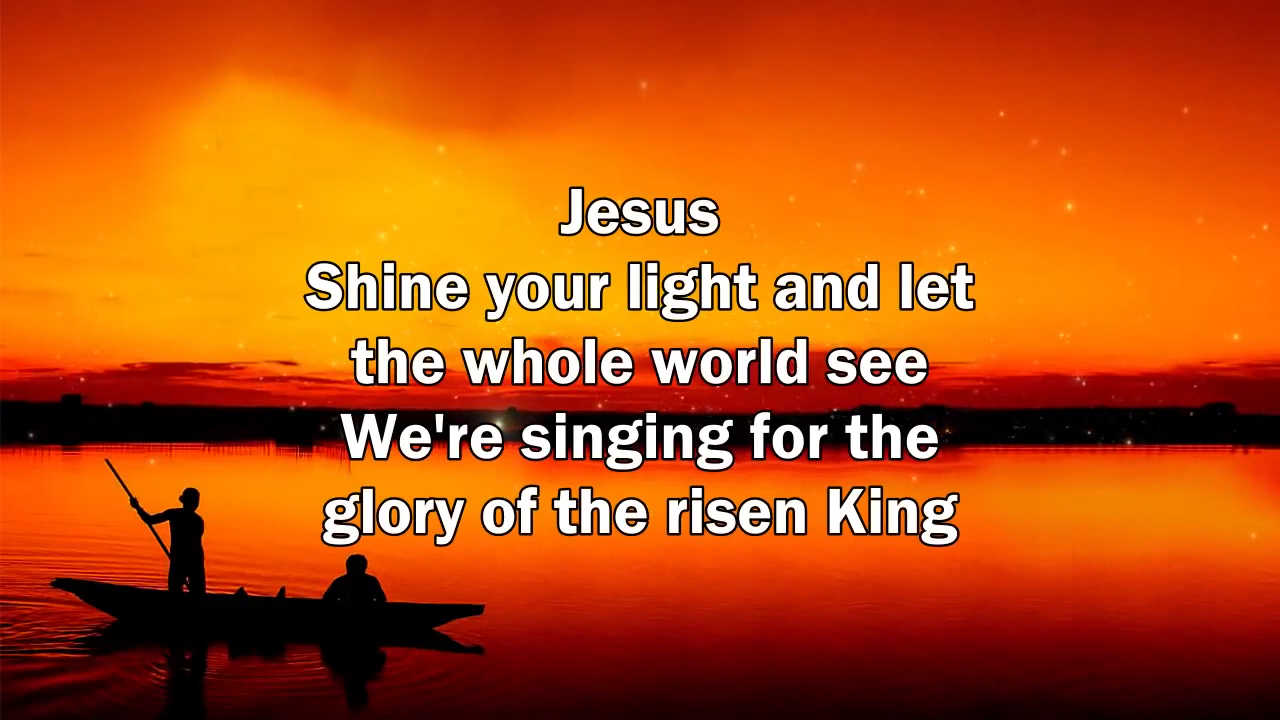 Jesus
Shine your light and let
the whole world see
We're singing for the
glory of the risen King